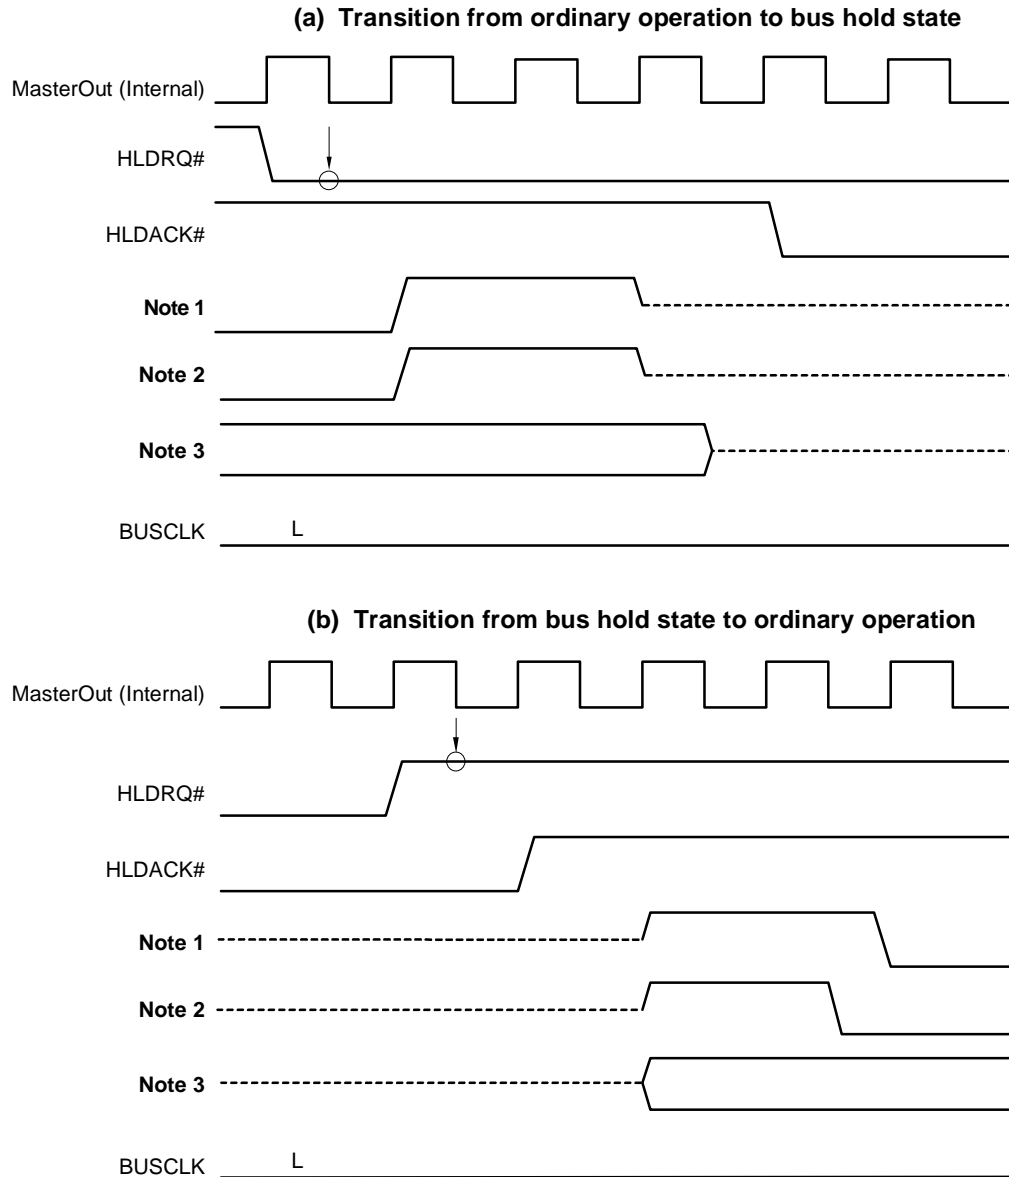 (a) Transition from ordinary operation to bus hold state
MasterOut (Internal)
HLDRQ#
HLDACK#
Note 1
Note 2
Note 3
BUSCLK
L
(b) Transition from bus hold state to ordinary operation
MasterOut (Internal)
HLDRQ#
HLDACK#
Note 1
Note 2
Note 3
BUSCLK
L